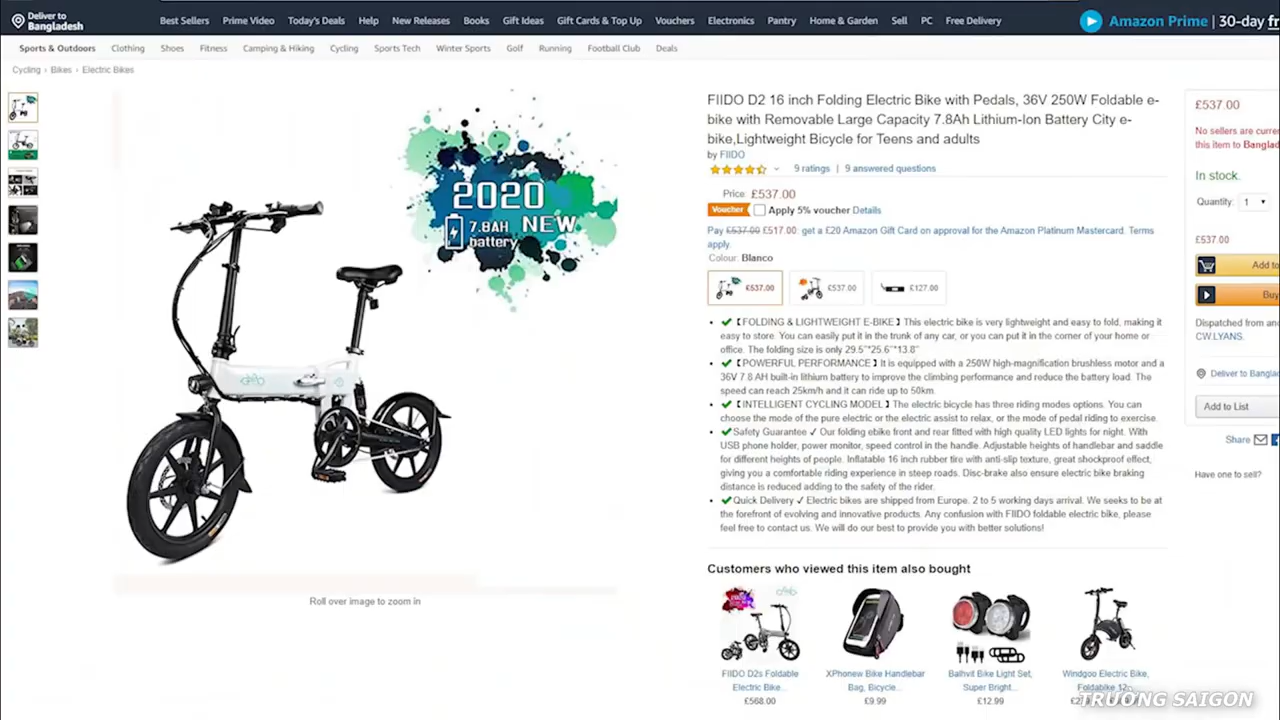 Deliver to
Bangladesh
Best Sellers Prime Video Today's Deals Help New Releases Books Gift Ideas Gift Cards & Top Up Vouchers Electronics Pantry Home & Garden Sell PC Free Delivery
Amazon Prime | 30-day
Sports & Outdoors Clothing Shoes Fitness Camping & Hiking Cycling Sports Tech Winter Sports Golf Running Football Club Deals
Cycling › Bikes › Electric Bikes
2020
NEW
7.8AH
battery
Roll over image to zoom in
FIIDO D2 16 inch Folding Electric Bike with Pedals, 36V 250W Foldable e-
bike with Removable Large Capacity 7.8Ah Lithium-Ion Battery City e-
bike,Lightweight Bicycle for Teens and adults
by FIIDO
9 ratings | 9 answered questions
Price: £537.00
Voucher Apply 5% voucher Details
Pay £537.00 £517.00: get a £20 Amazon Gift Card on approval for the Amazon Platinum Mastercard. Terms
apply.
Colour: Blanco
£537.00 £537.00 £127.00
• ✔【FOLDING & LIGHTWEIGHT E-BIKE】This electric bike is very lightweight and easy to fold, making it
easy to store. You can easily put it in the trunk of any car, or you can put it in the corner of your home or
office. The folding size is only 29.5"*25.6"*13.8"
• ✔【POWERFUL PERFORMANCE】It is equipped with a 250W high-magnification brushless motor and a
36V 7.8 AH built-in lithium battery to improve the climbing performance and reduce the battery load. The
speed can reach 25km/h and it can ride up to 50km.
• ✔【INTELLIGENT CYCLING MODEL】The electric bicycle has three riding modes options. You can
choose the mode of the pure electric or the electric assist to relax, or the mode of pedal riding to exercise.
• ✔Safety Guarantee ✓ Our folding ebike front and rear fitted with high quality LED lights for night. With
USB phone holder, power monitor, speed control in the handle. Adjustable heights of handlebar and saddle
for different heights of people. Inflatable 16 inch rubber tire with anti-slip texture, great shockproof effect,
giving you a comfortable riding experience in steep roads. Disc-brake also ensure electric bike braking
distance is reduced adding to the safety of the rider.
• ✔Quick Delivery ✓ Electric bikes are shipped from Europe. 2 to 5 working days arrival. We seeks to be at
the forefront of evolving and innovative products. Any confusion with FIIDO foldable electric bike, please
feel free to contact us. We will do our best to provide you with better solutions!
Customers who viewed this item also bought
FIIDO D2s Foldable
Electric Bike...
£568.00
XPhonew Bike Handlebar
Bag, Bicycle...
£9.99
Balhvit Bike Light Set,
Super Bright...
£12.99
Windgoo Electric Bike,
Foldabike 12...
£537.00
No sellers are curre
this item to Banglad
In stock.
Quantity: 1
£537.00
Add to
Buy
Dispatched from an
CW.LYANS.
Deliver to Banglad
Add to List
Share
Have one to sell?
TRUONG SAIGON